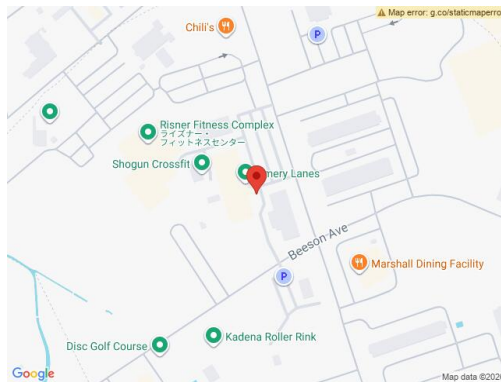 Map error: g.co/staticmaperro
Chili's
P
Risner Fitness Complex
ライズナー・
フィットネスセンター
Shogun Crossfit
mery Lanes
Beeson Ave
Marshall Dining Facility
P
Kadena Roller Rink
Disc Golf Course
Google
Map data ©202